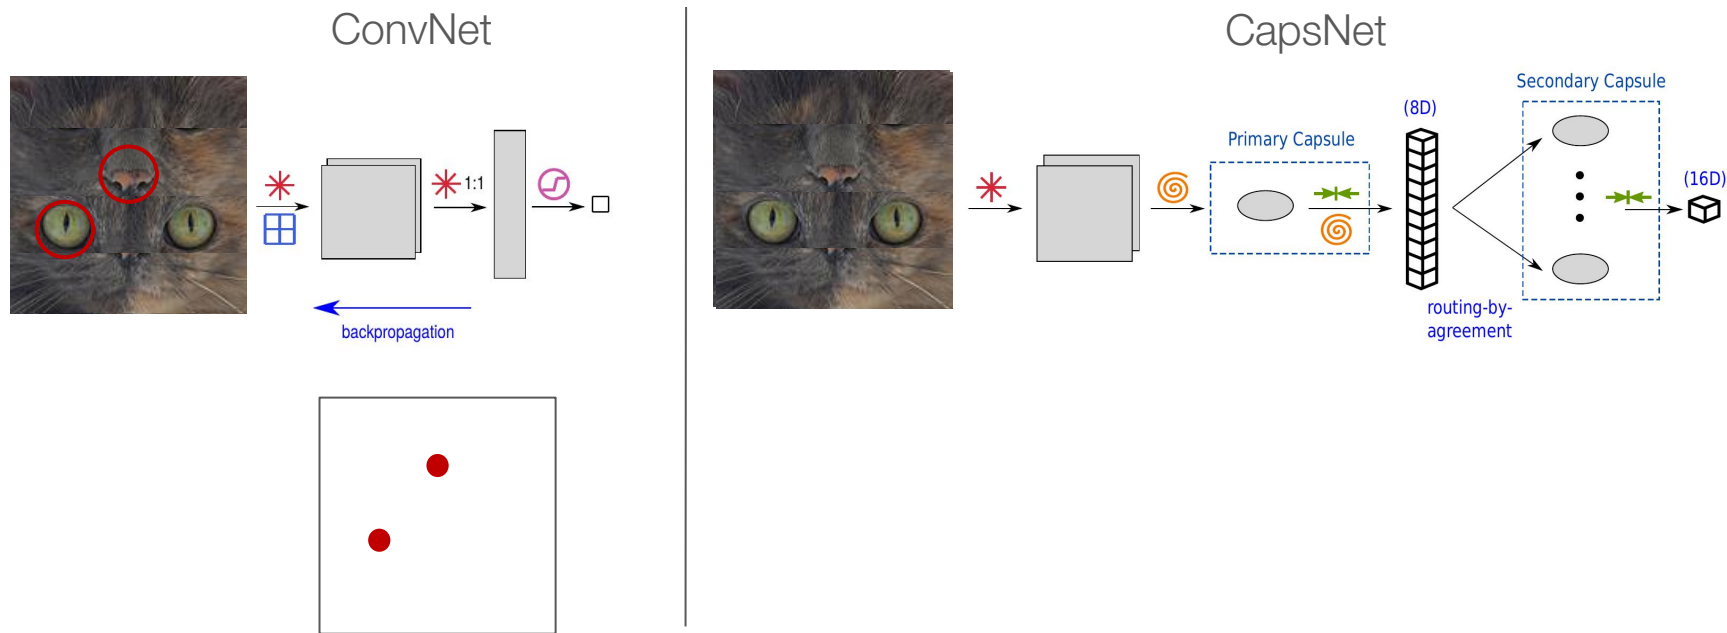 ConvNet
1:1
backpropagation
CapsNet
Primary Capsule
(8D)
routing-by-
agreement
Secondary Capsule
(16D)